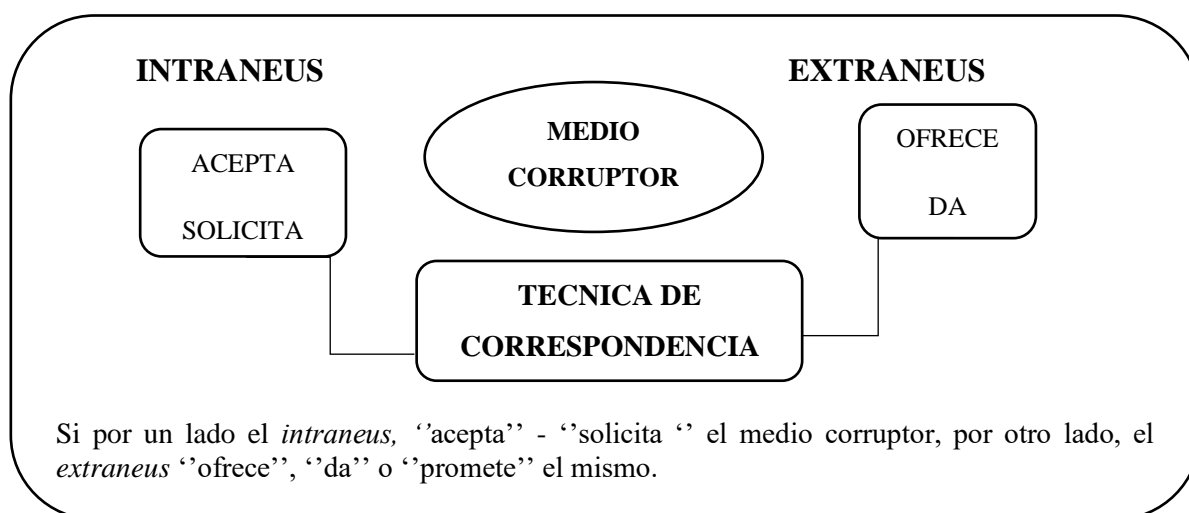 INTRANEUS
EXTRANEUS
ACEPTA
SOLICITA
MEDIO
CORRUPTOR
OFRECE
DA
TECNICA DE
CORRESPONDENCIA
Si por un lado el intraneus, ‘’acepta’’ - ‘’solicita ‘’ el medio corruptor, por otro lado, el
extraneus ‘’ofrece’’, ‘’da’’ o ‘’promete’’ el mismo.